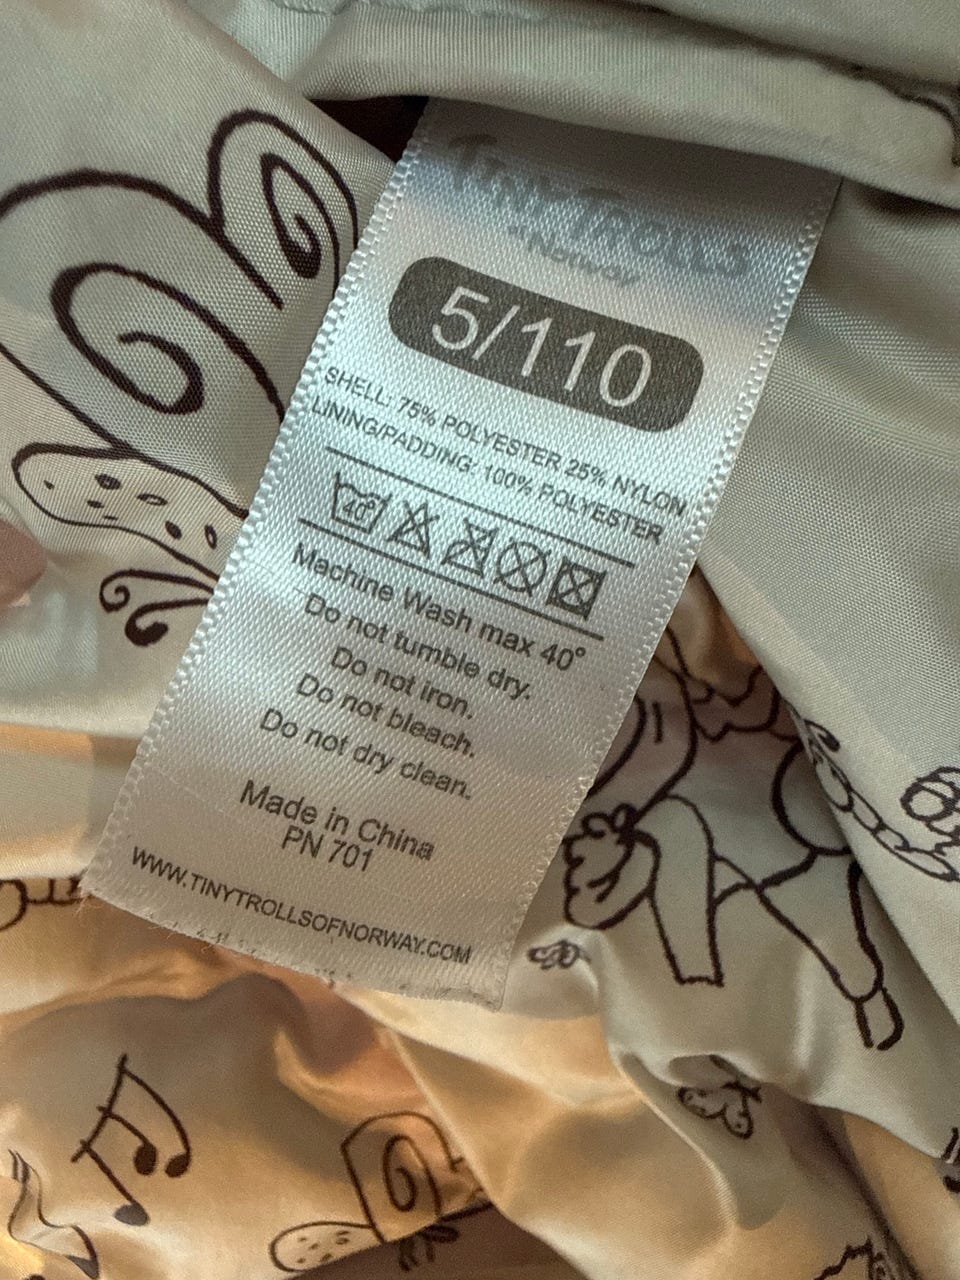 TinyTrolls
of Norway
5/110
SHELL: 75% POLYESTER 25% NYLON
LINING/PADDING: 100% POLYESTER
40°
Machine Wash max 40°
Do not tumble dry.
Do not iron.
Do not bleach.
Do not dry clean.
Made in China
PN 701
WWW.TINYTROLLSOFNORWAY.COM